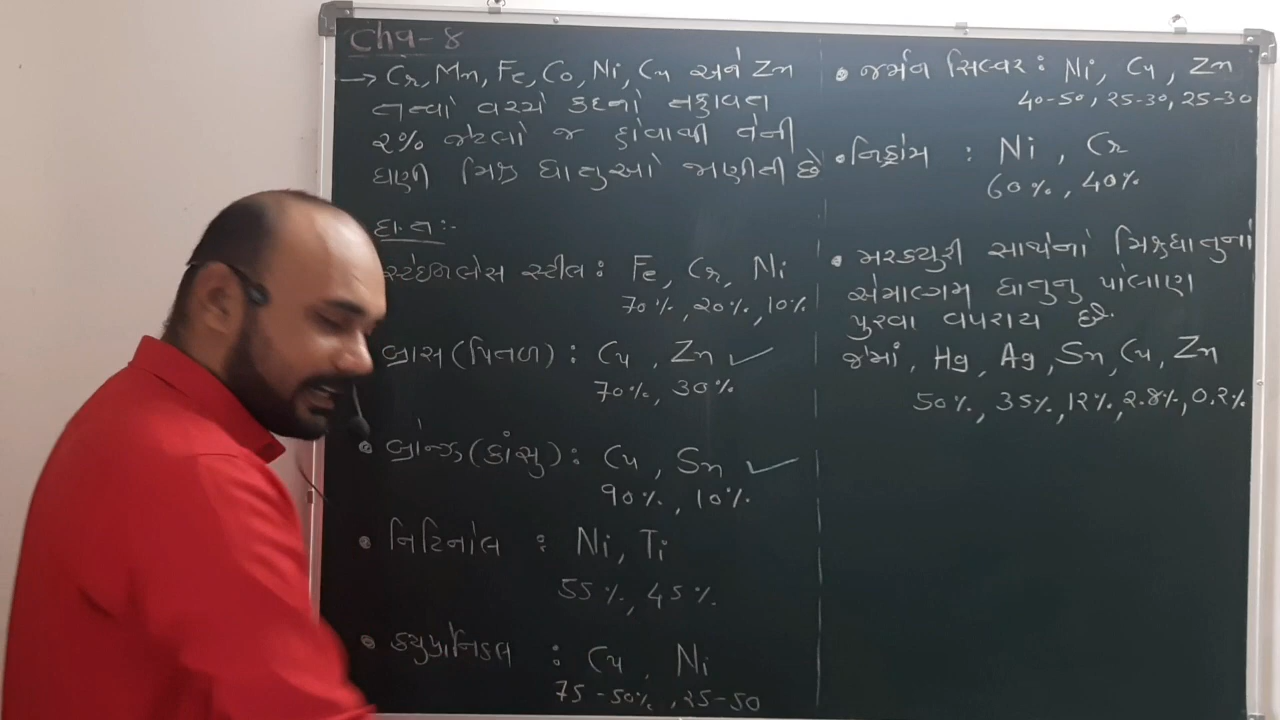 Ch9-8
→ Cr, Mn, Fe, Co, Ni, Cu અને Zn
તત્વો વચ્ચે કદનો તફાવત
૨% જેટલો જ હોવાથી તેની
ઘણી મિશ્ર ધાતુઓ જાણીતી છે
દા.ત:-
સ્ટેઇનલેસ સ્ટીલ : Fe, Cr, Ni
70%, 20%, 10%
બ્રાસ (પિતળ) : Cu, Zn ✓
70%, 30%
• બ્રોન્ઝ (કાંસુ) : Cu, Sn ✓
90%, 10%
• નિટિનોલ : Ni, Ti
55%, 45%
• ક્યુપ્રોનિકલ : Cu, Ni
75-50%, 25-50
• જર્મન સિલ્વર : Ni, Cu, Zn
40-50, 25-30, 25-30
• નિક્રોમ : Ni, Cr
60%, 40%
• મરક્યુરી સાથેનો મિશ્રધાતુનો
સંમાલ્ગમ ધાતુનુ પોલાણ
પુરવા વપરાય છે.
જેમાં, Hg, Ag, Sn, Cu, Zn
50%, 35%, 12%, 2.8%, 0.2%